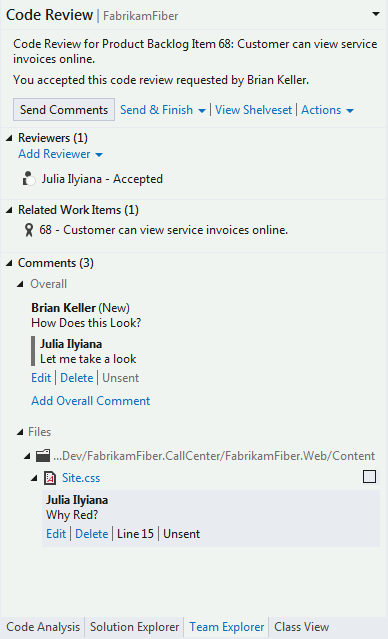 Code Review | FabrikamFiber
Code Review for Product Backlog Item 68: Customer can view service
invoices online.
You accepted this code review requested by Brian Keller.
Send Comments Send & Finish | View Shelveset | Actions
Reviewers (1)
Add Reviewer
Julia Ilyiana - Accepted
Related Work Items (1)
68 - Customer can view service invoices online.
Comments (3)
Overall
Brian Keller (New)
How Does this Look?
Julia Ilyiana
Let me take a look
Edit | Delete | Unsent
Add Overall Comment
Files
...Dev/FabrikamFiber.CallCenter/FabrikamFiber.Web/Content
Site.css
Julia Ilyiana
Why Red?
Edit | Delete | Line 15 | Unsent
Code Analysis Solution Explorer Team Explorer Class View